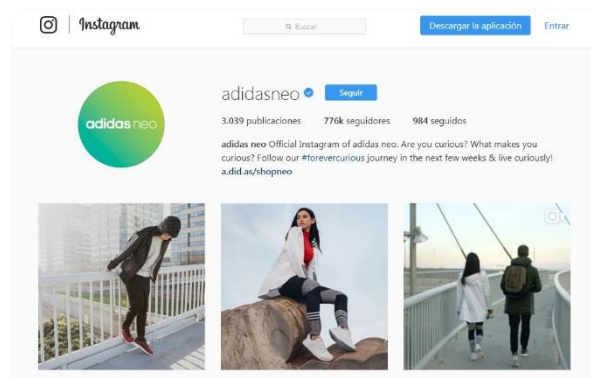 Instagram
Buscar
Descargar la aplicación
Entrar
adidas neo
adidasneo
Seguir
3.039 publicaciones 776k seguidores 984 seguidos
adidas neo Official Instagram of adidas neo. Are you curious? What makes you
curious? Follow our #forevercurious journey in the next few weeks & live curiously!
a.did.as/shopneo